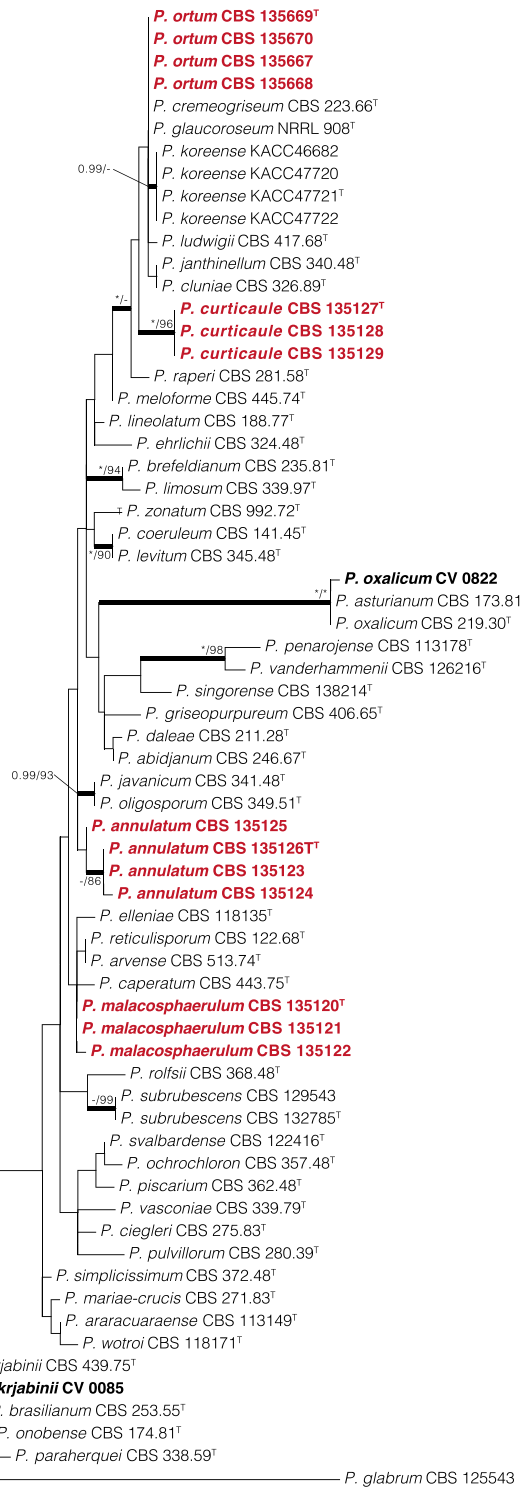 P. ortum CBS 135669ᵀ
P. ortum CBS 135670
P. ortum CBS 135667
P. ortum CBS 135668
P. cremeogriseum CBS 223.66ᵀ
P. glaucoroseum NRRL 908ᵀ
P. koreense KACC46682
0.99/-
P. koreense KACC47720
P. koreense KACC47721ᵀ
P. koreense KACC47722
P. ludwigii CBS 417.68ᵀ
P. janthinellum CBS 340.48ᵀ
P. cluniae CBS 326.89ᵀ
*/-
P. curticaule CBS 135127ᵀ
*/96
P. curticaule CBS 135128
P. curticaule CBS 135129
P. raperi CBS 281.58ᵀ
P. meloforme CBS 445.74ᵀ
P. lineolatum CBS 188.77ᵀ
P. ehrlichii CBS 324.48ᵀ
*/94
P. brefeldianum CBS 235.81ᵀ
P. limosum CBS 339.97ᵀ
P. zonatum CBS 992.72ᵀ
P. coeruleum CBS 141.45ᵀ
*/90
P. levitum CBS 345.48ᵀ
P. oxalicum CV 0822
*/*
P. asturianum CBS 173.81
P. oxalicum CBS 219.30ᵀ
*/98
P. penarojense CBS 113178ᵀ
P. vanderhammenii CBS 126216ᵀ
P. singorense CBS 138214ᵀ
P. griseopurpureum CBS 406.65ᵀ
P. daleae CBS 211.28ᵀ
P. abidjanum CBS 246.67ᵀ
0.99/93
P. javanicum CBS 341.48ᵀ
P. oligosporum CBS 349.51ᵀ
P. annulatum CBS 135125
P. annulatum CBS 135126Tᵀ
P. annulatum CBS 135123
-/86
P. annulatum CBS 135124
P. elleniae CBS 118135ᵀ
P. reticulisporum CBS 122.68ᵀ
P. arvense CBS 513.74ᵀ
P. caperatum CBS 443.75ᵀ
P. malacosphaerulum CBS 135120ᵀ
P. malacosphaerulum CBS 135121
P. malacosphaerulum CBS 135122
P. rolfsii CBS 368.48ᵀ
-/99
P. subrubescens CBS 129543
P. subrubescens CBS 132785ᵀ
P. svalbardense CBS 122416ᵀ
P. ochrochloron CBS 357.48ᵀ
P. piscarium CBS 362.48ᵀ
P. vasconiae CBS 339.79ᵀ
P. ciegleri CBS 275.83ᵀ
P. pulvillorum CBS 280.39ᵀ
P. simplicissimum CBS 372.48ᵀ
P. mariae-crucis CBS 271.83ᵀ
P. araracuaraense CBS 113149ᵀ
P. wotroi CBS 118171ᵀ
jabinii CBS 439.75ᵀ
krjabinii CV 0085
P. brasilianum CBS 253.55ᵀ
P. onobense CBS 174.81ᵀ
P. paraherquei CBS 338.59ᵀ
P. glabrum CBS 125543